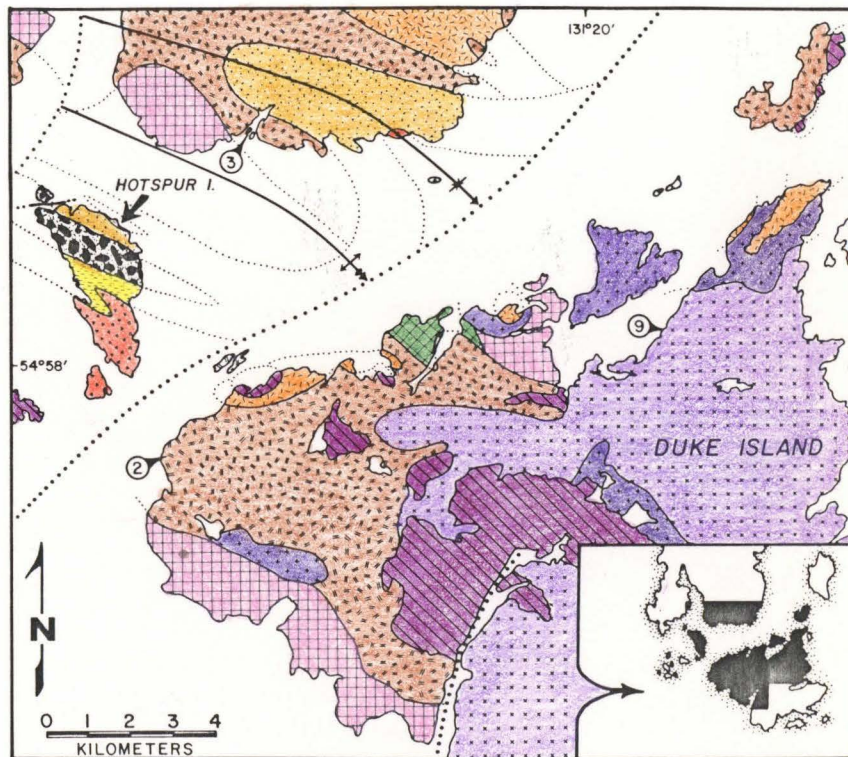 131°20'
3
HOTSPUR I.
9
54°58'
DUKE ISLAND
2
N
0 1 2 3 4
KILOMETERS